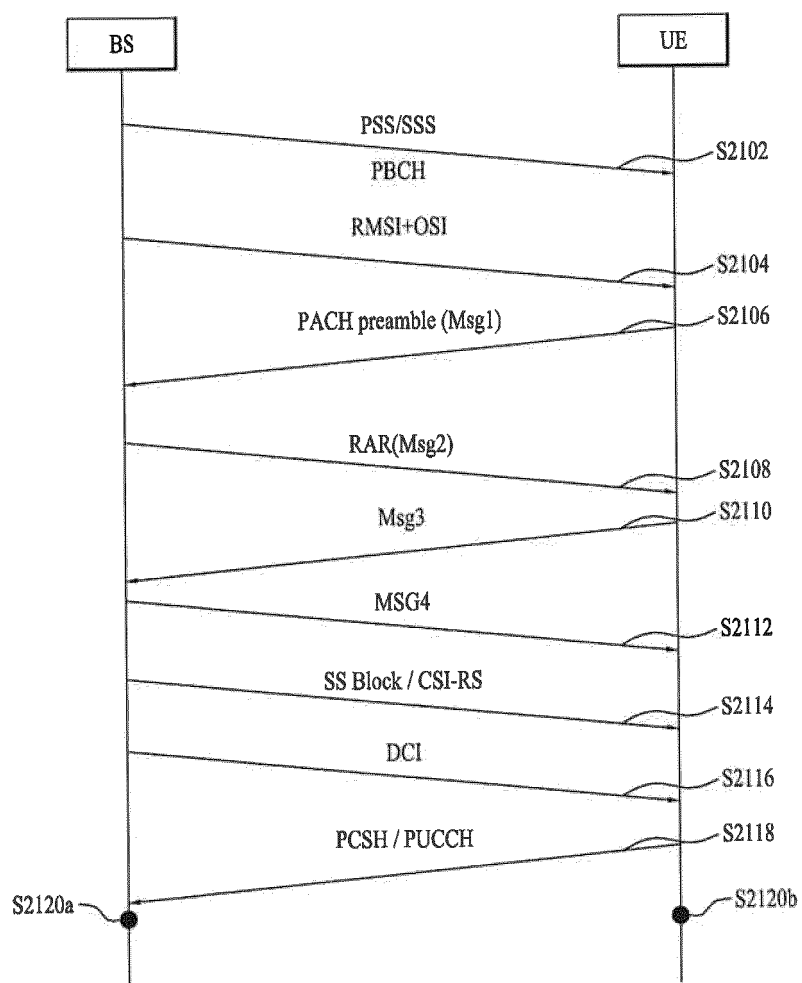 BS
UE
PSS/SSS
S2102
PBCH
RMSI+OSI
S2104
PACH preamble (Msg1)
S2106
RAR(Msg2)
S2108
Msg3
S2110
MSG4
S2112
SS Block / CSI-RS
S2114
DCI
S2116
PCSH / PUCCH
S2118
S2120a
S2120b